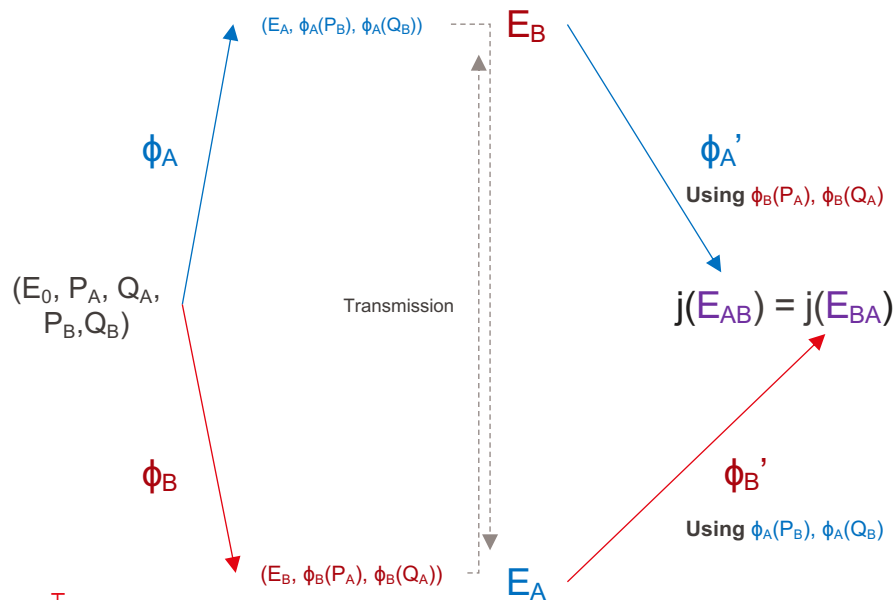 (E₀, P_A, Q_A,
P_B,Q_B)
ϕ_A
(E_A, ϕ_A(P_B), ϕ_A(Q_B))
ϕ_B
(E_B, ϕ_B(P_A), ϕ_B(Q_A))
Transmission
E_B
ϕ_A’
Using ϕ_B(P_A), ϕ_B(Q_A)
j(E_AB) = j(E_BA)
E_A
ϕ_B’
Using ϕ_A(P_B), ϕ_A(Q_B)